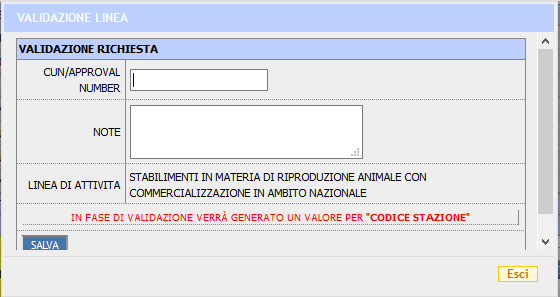 VALIDAZIONE LINEA
VALIDAZIONE RICHIESTA
CUN/APPROVAL
NUMBER
NOTE
LINEA DI ATTIVITA
STABILIMENTI IN MATERIA DI RIPRODUZIONE ANIMALE CON
COMMERCIALIZZAZIONE IN AMBITO NAZIONALE
IN FASE DI VALIDAZIONE VERRÀ GENERATO UN VALORE PER "CODICE STAZIONE"
SALVA
Esci